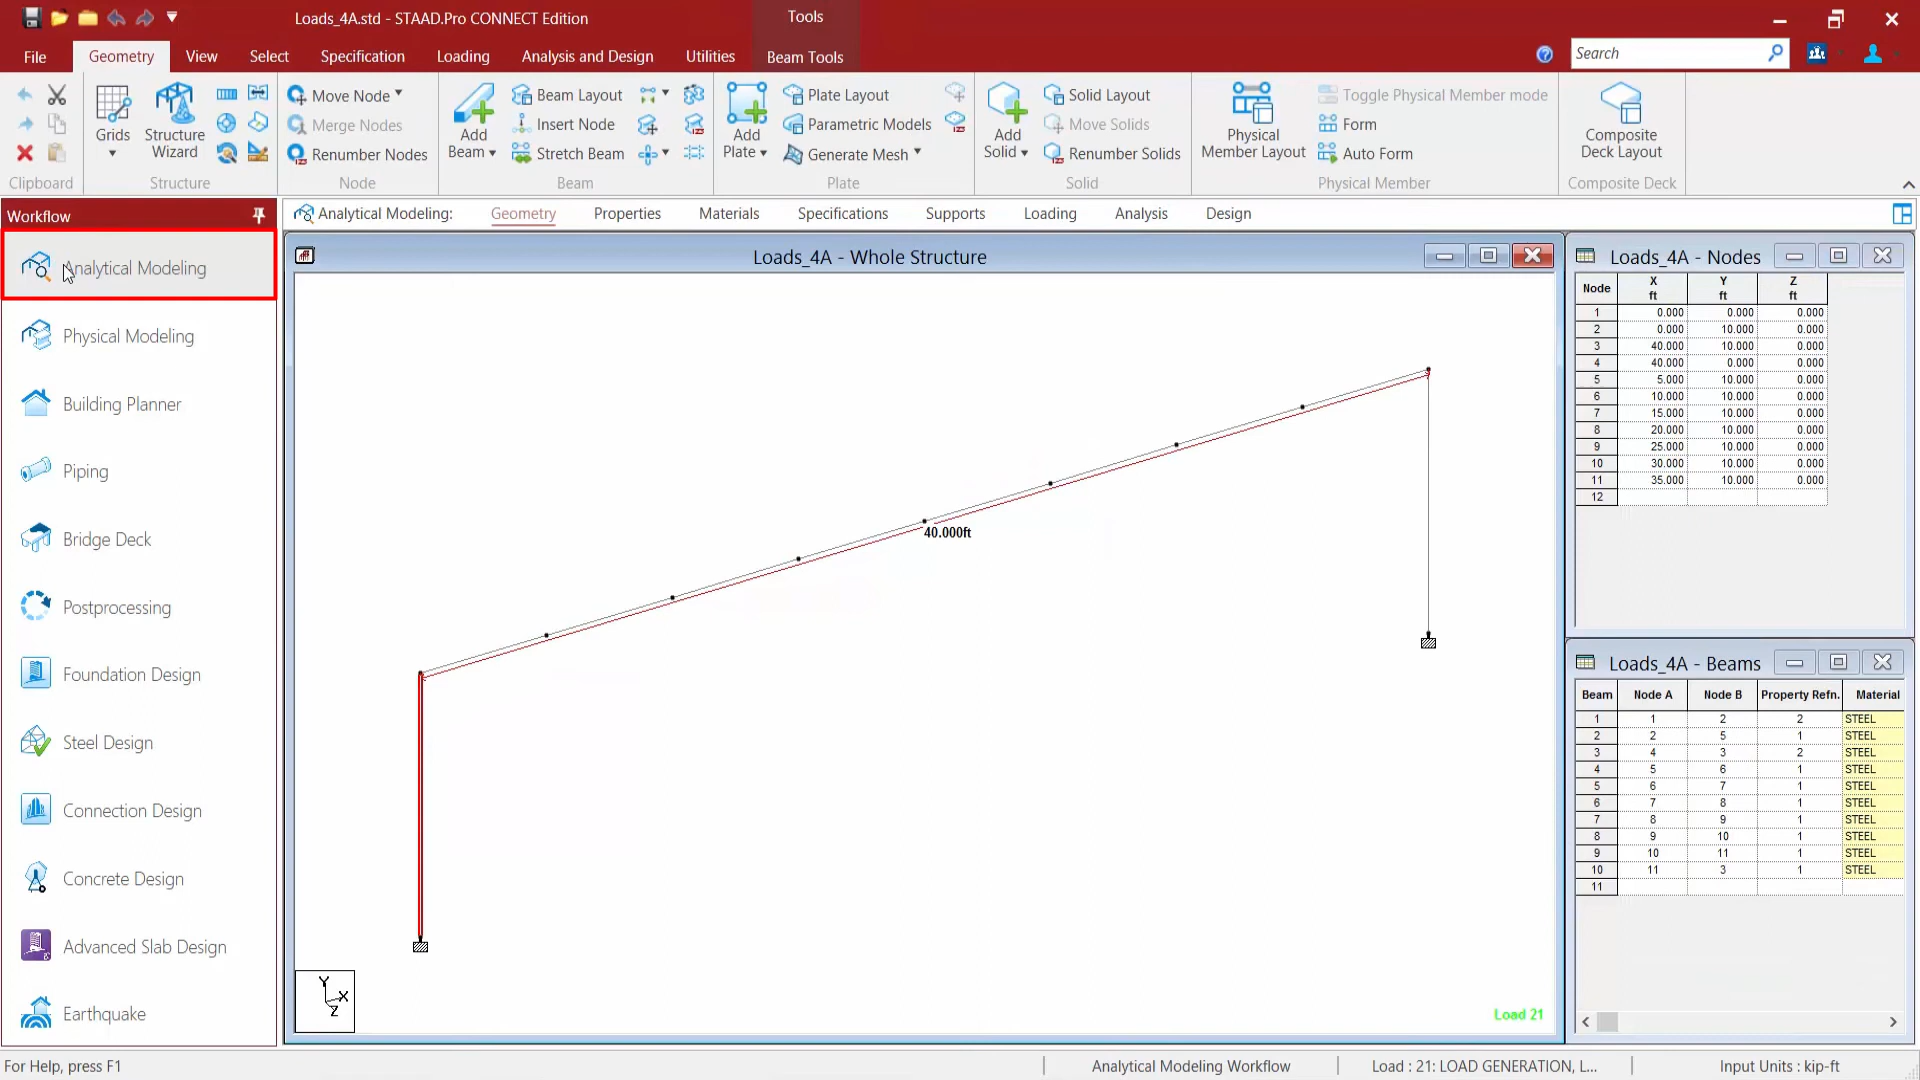 Loads_4A.std - STAAD.Pro CONNECT Edition
Tools
File
Geometry
View
Select
Specification
Loading
Analysis and Design
Utilities
Beam Tools
Search
Grids
Structure Wizard
Move Node
Merge Nodes
Renumber Nodes
Add Beam
Beam Layout
Insert Node
Stretch Beam
Add Plate
Plate Layout
Parametric Models
Generate Mesh
Add Solid
Solid Layout
Move Solids
Renumber Solids
Physical Member Layout
Toggle Physical Member mode
Form
Auto Form
Composite Deck Layout
Clipboard
Structure
Node
Beam
Plate
Solid
Physical Member
Composite Deck
Workflow
Analytical Modeling
Physical Modeling
Building Planner
Piping
Bridge Deck
Postprocessing
Foundation Design
Steel Design
Connection Design
Concrete Design
Advanced Slab Design
Earthquake
Analytical Modeling: Geometry Properties Materials Specifications Supports Loading Analysis Design
Loads_4A - Whole Structure
40.000ft
Y
X
Z
Load 21
Loads_4A - Nodes
Node X ft Y ft Z ft
1 0.000 0.000 0.000
2 0.000 10.000 0.000
3 40.000 10.000 0.000
4 40.000 0.000 0.000
5 5.000 10.000 0.000
6 10.000 10.000 0.000
7 15.000 10.000 0.000
8 20.000 10.000 0.000
9 25.000 10.000 0.000
10 30.000 10.000 0.000
11 35.000 10.000 0.000
12
Loads_4A - Beams
Beam Node A Node B Property Refn. Material
1 1 2 2 STEEL
2 2 5 1 STEEL
3 4 3 2 STEEL
4 5 6 1 STEEL
5 6 7 1 STEEL
6 7 8 1 STEEL
7 8 9 1 STEEL
8 9 10 1 STEEL
9 10 11 1 STEEL
10 11 3 1 STEEL
11
For Help, press F1
Analytical Modeling Workflow
Load : 21: LOAD GENERATION, L...
Input Units : kip-ft